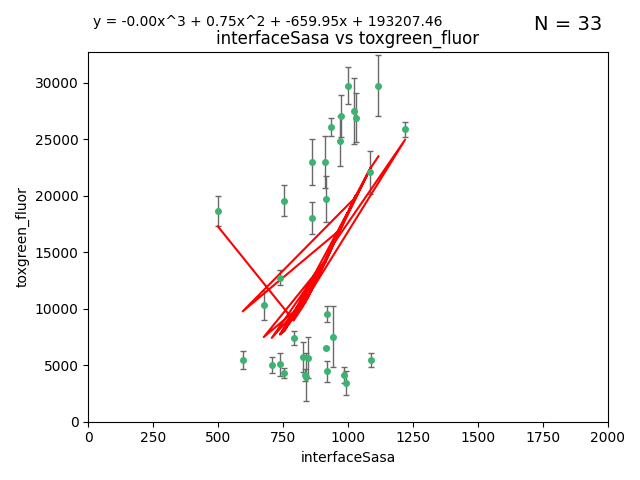 y = -0.00x^3 + 0.75x^2 + -659.95x + 193207.46
N = 33
interfaceSasa vs toxgreen_fluor
30000
25000
20000
15000
10000
5000
0
toxgreen_fluor
0 250 500 750 1000 1250 1500 1750 2000
interfaceSasa